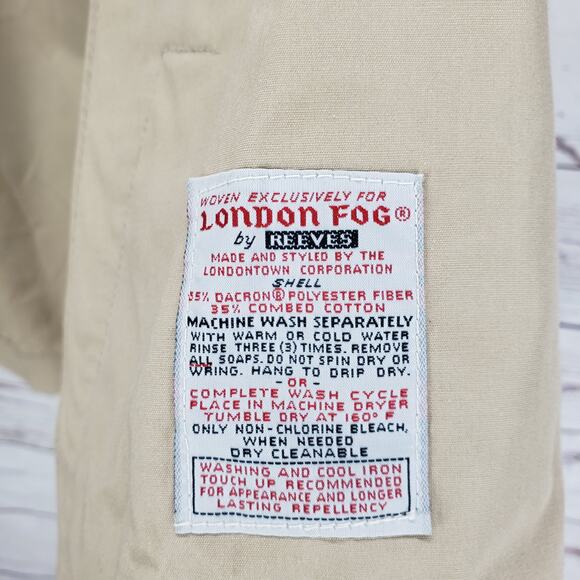 WOVEN EXCLUSIVELY FOR
LONDON FOG®
by REEVES
MADE AND STYLED BY THE
LONDONTOWN CORPORATION
SHELL
55% DACRON® POLYESTER FIBER
35% COMBED COTTON
MACHINE WASH SEPARATELY
WITH WARM OR COLD WATER
RINSE THREE (3) TIMES. REMOVE
ALL SOAPS. DO NOT SPIN DRY OR
WRING. HANG TO DRIP DRY.
-OR-
COMPLETE WASH CYCLE
PLACE IN MACHINE DRYER
TUMBLE DRY AT 160° F
ONLY NON-CHLORINE BLEACH,
WHEN NEEDED
DRY CLEANABLE
WASHING AND COOL IRON
TOUCH UP RECOMMENDED
FOR APPEARANCE AND LONGER
LASTING REPELLENCY